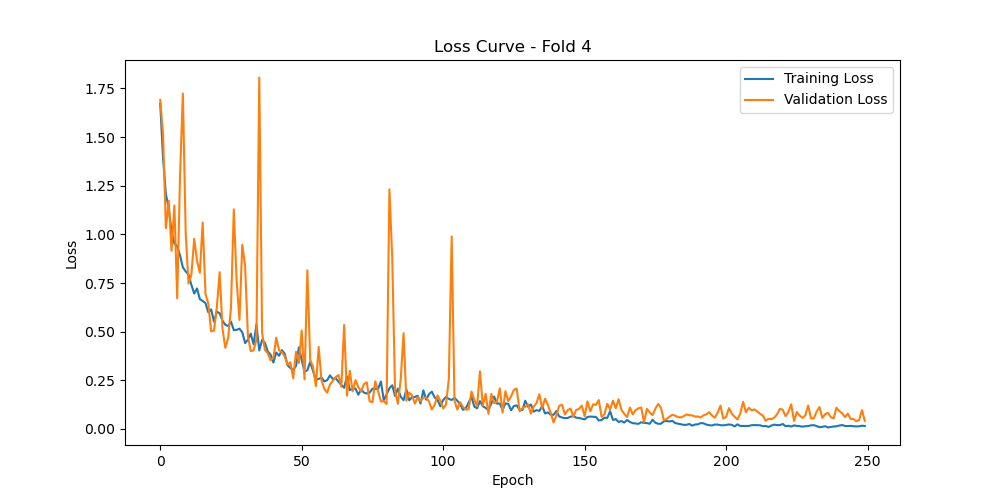 Loss Curve - Fold 4
Training Loss
Validation Loss
1.75
1.50
1.25
1.00
0.75
0.50
0.25
0.00
Loss
0 50 100 150 200 250
Epoch